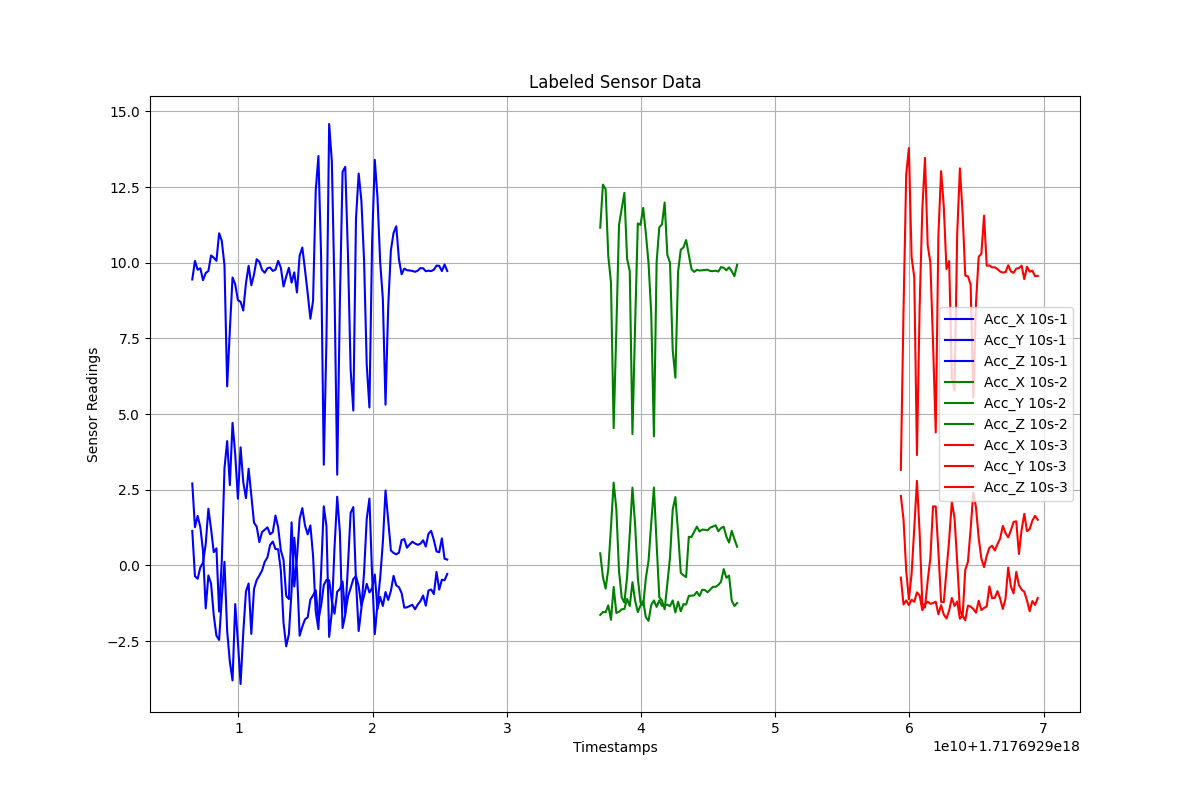 Labeled Sensor Data
15.0
12.5
10.0
7.5
5.0
2.5
0.0
−2.5
Sensor Readings
Acc_X 10s-1
Acc_Y 10s-1
Acc_Z 10s-1
Acc_X 10s-2
Acc_Y 10s-2
Acc_Z 10s-2
Acc_X 10s-3
Acc_Y 10s-3
Acc_Z 10s-3
1 2 3 4 5 6 7
Timestamps
1e10+1.7176929e18